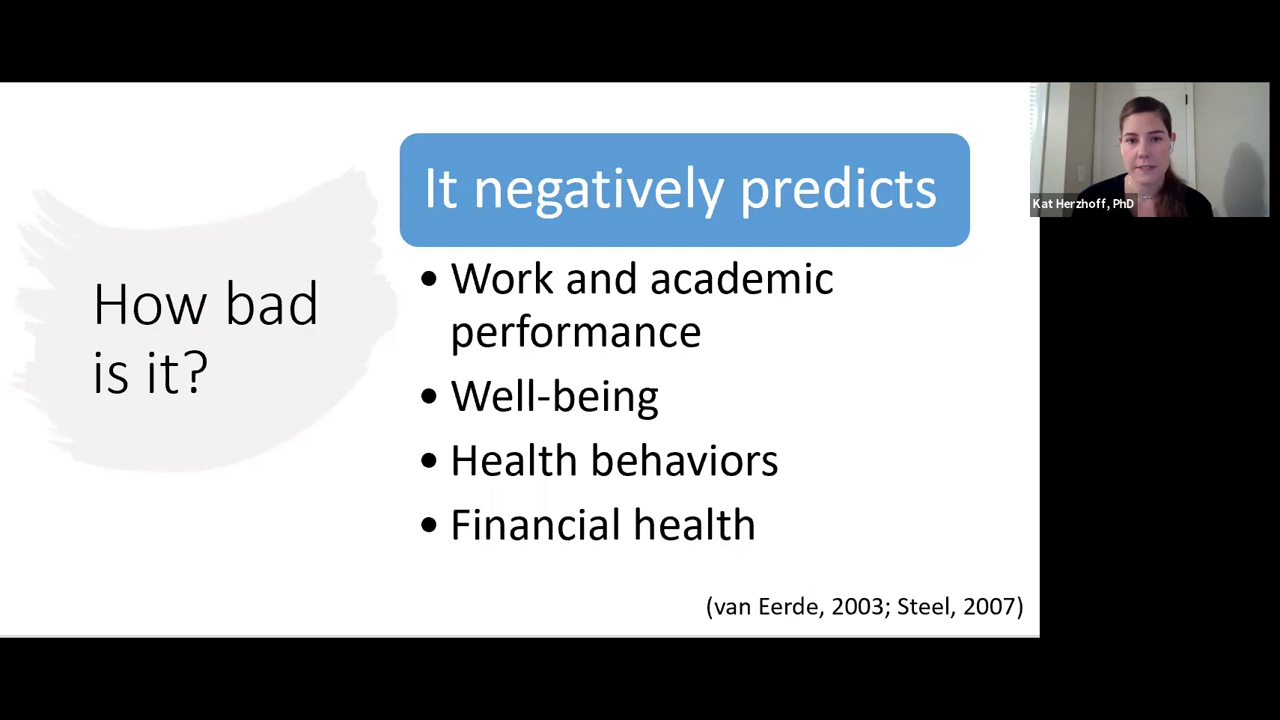 How bad
is it?
It negatively predicts
• Work and academic
performance
• Well-being
• Health behaviors
• Financial health
(van Eerde, 2003; Steel, 2007)
Kat Herzhoff, PhD